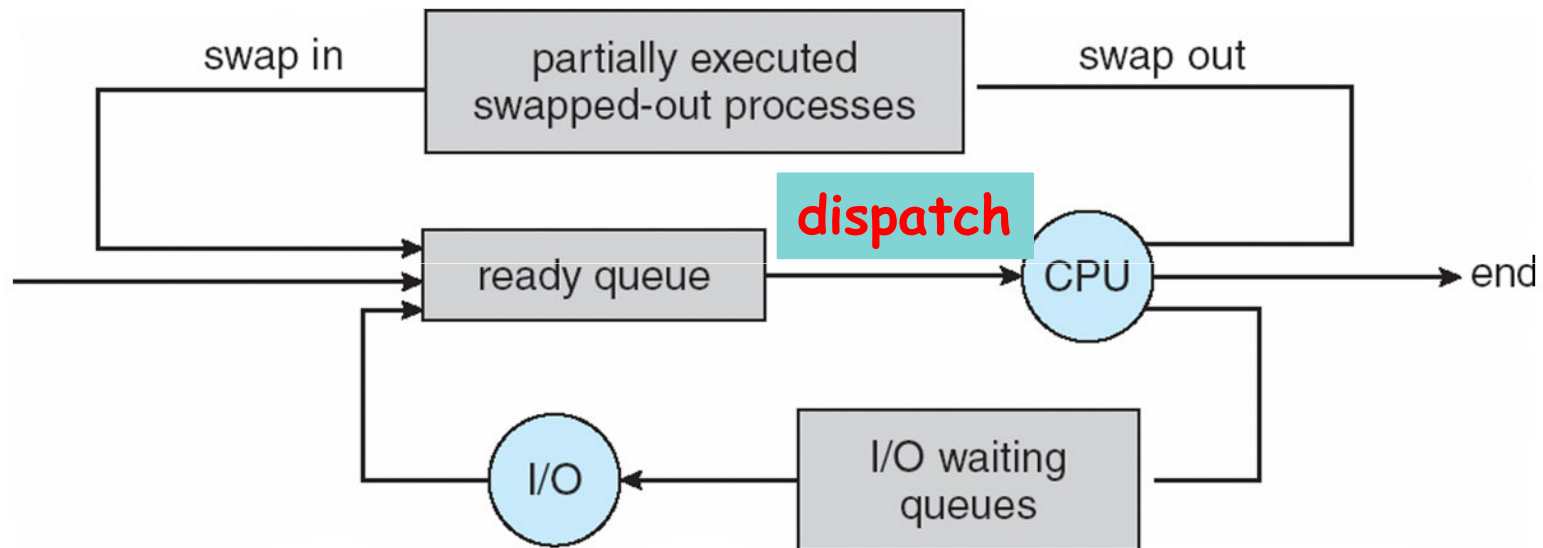 swap in
partially executed
swapped-out processes
swap out
dispatch
ready queue
CPU
end
I/O
I/O waiting
queues